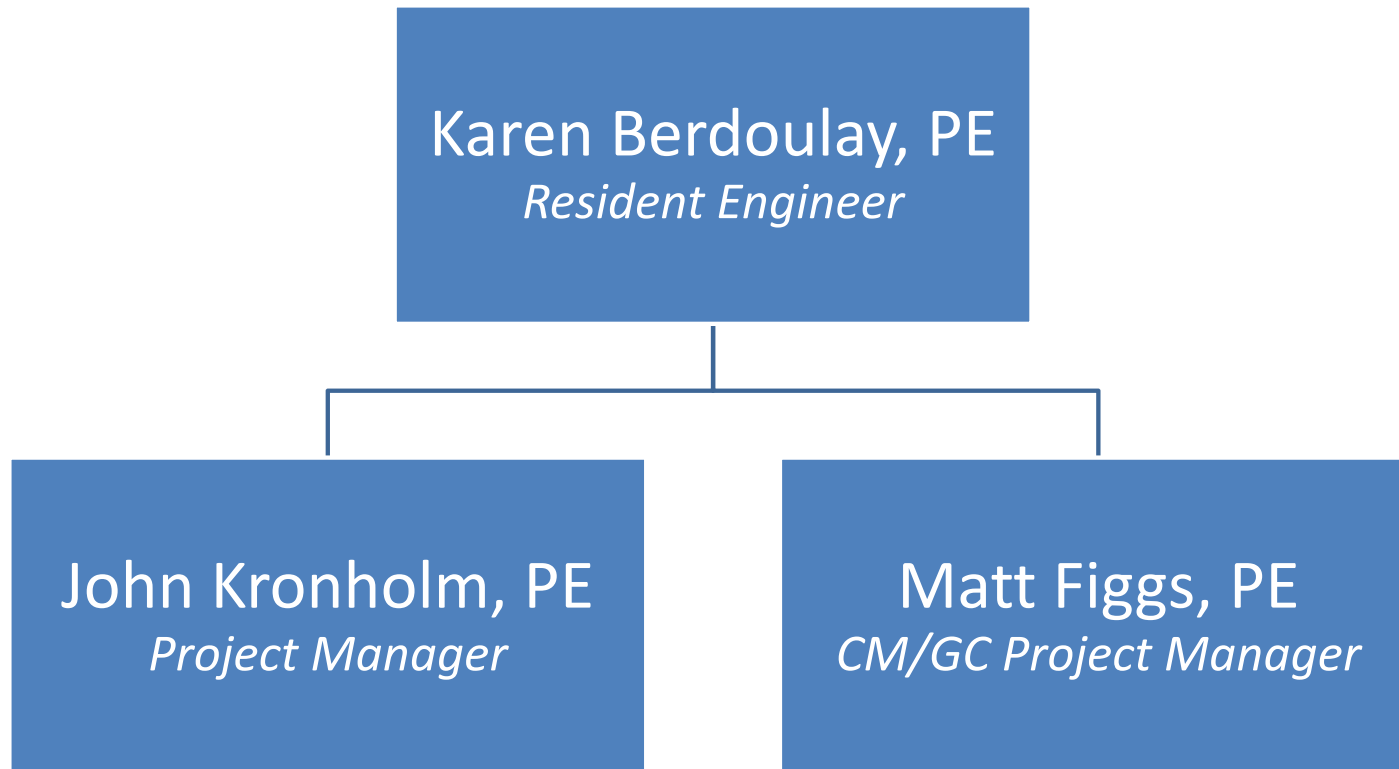 Karen Berdoulay, PE
Resident Engineer
John Kronholm, PE
Project Manager
Matt Figgs, PE
CM/GC Project Manager